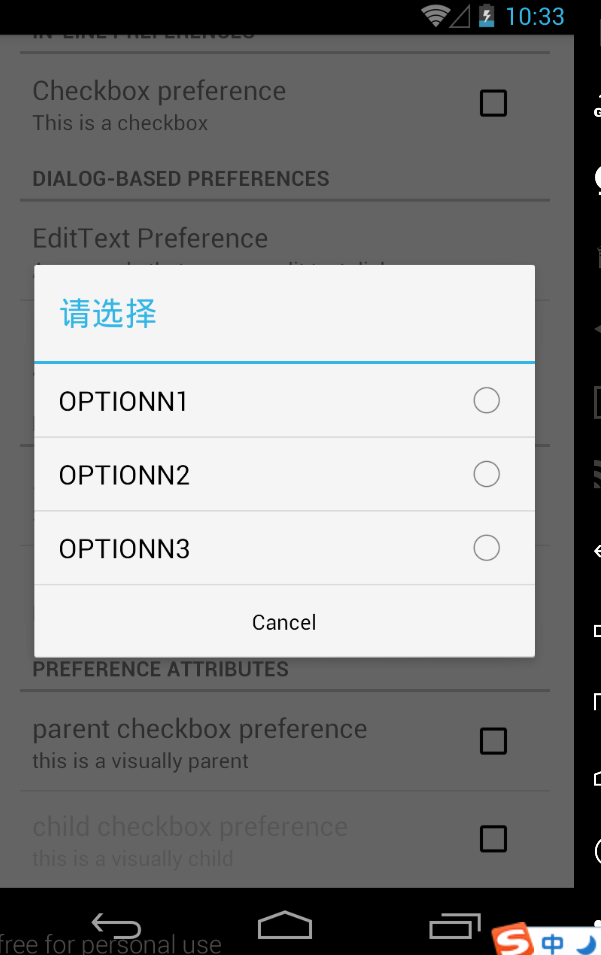 10:33
IN-LINE PREFERENCES
Checkbox preference
This is a checkbox
DIALOG-BASED PREFERENCES
EditText Preference
请选择
OPTIONN1
OPTIONN2
OPTIONN3
Cancel
PREFERENCE ATTRIBUTES
parent checkbox preference
this is a visually parent
child checkbox preference
this is a visually child
free for personal use
中